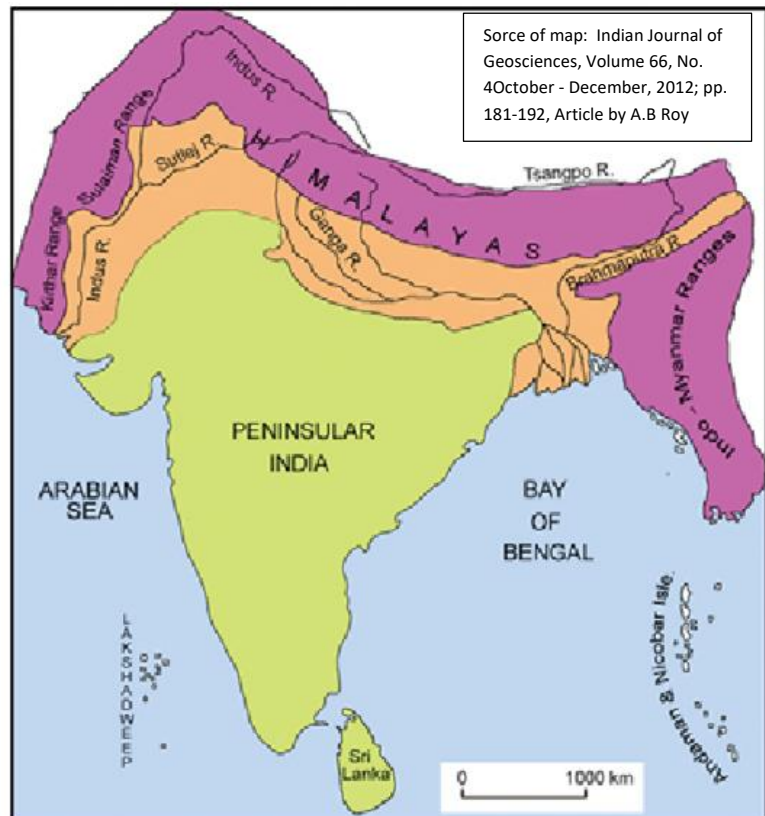 Sorce of map: Indian Journal of
Geosciences, Volume 66, No.
4October - December, 2012; pp.
181-192, Article by A.B Roy
Indus R.
Sulaiman Range
Sutlej R.
HIMALAYAS
Tsangpo R.
Ganga R.
Brahmaputra R.
Kirthar Range
Indus R.
Indo - Myanmar Ranges
PENINSULAR
INDIA
ARABIAN
SEA
BAY
OF
BENGAL
LAKSHADWEEP
Andaman & Nicobar Isle.
Sri
Lanka
0 1000 km